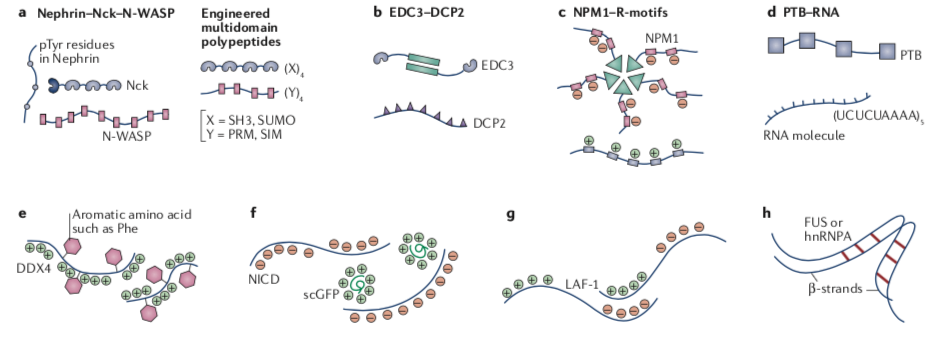 a Nephrin–Nck–N-WASP
pTyr residues
in Nephrin
Nck
N-WASP
Engineered
multidomain
polypeptides
(X)4
(Y)4
X = SH3, SUMO
Y = PRM, SIM
b EDC3–DCP2
EDC3
DCP2
c NPM1–R-motifs
NPM1
d PTB–RNA
PTB
(UCUCUAAAA)5
RNA molecule
e
Aromatic amino acid
such as Phe
DDX4
f
NICD
scGFP
g
LAF-1
h
FUS or
hnRNPA
β-strands